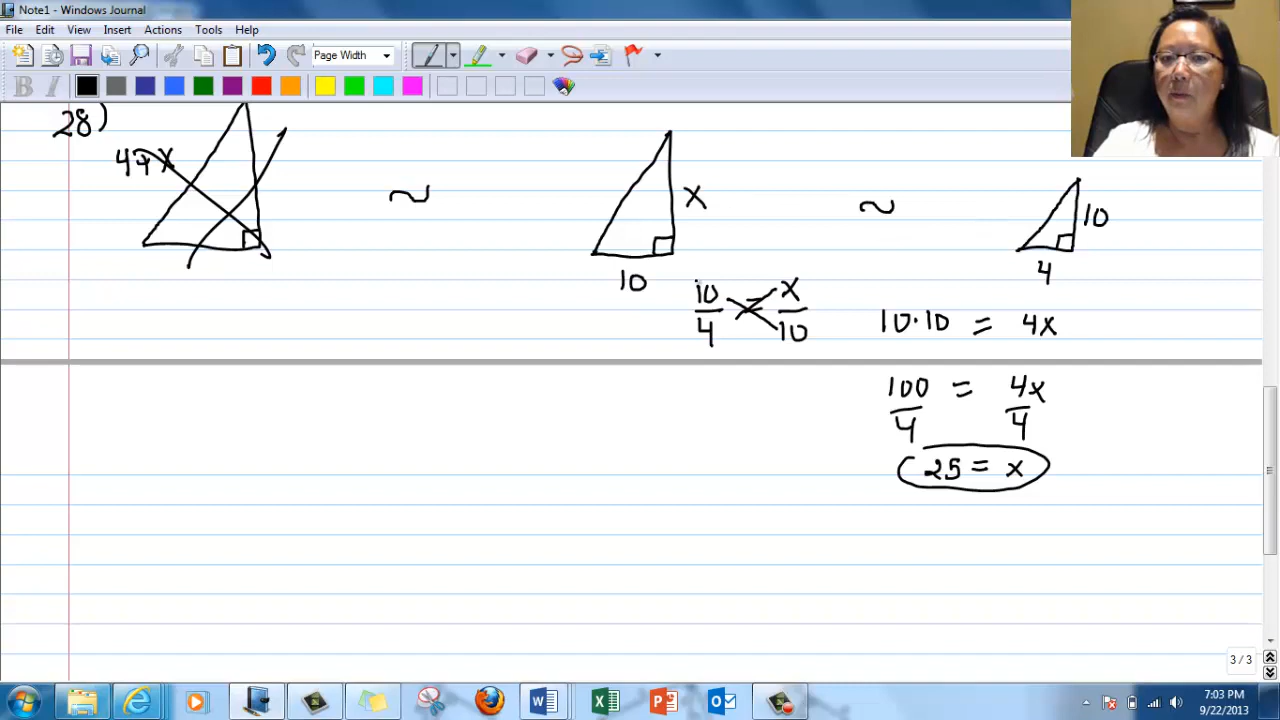 Note1 - Windows Journal
File Edit View Insert Actions Tools Help
Page Width
B I
28)
4+x
~
x
~
10
10
4
10/4 = x/10
10·10 = 4x
100/4 = 4x/4
25 = x
3 / 3
7:03 PM
9/22/2013